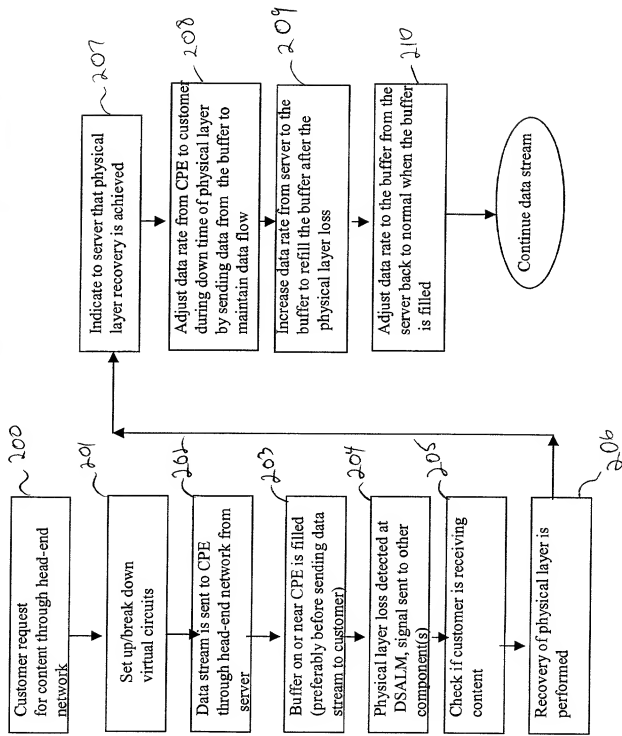 200
Customer request
for content through head-end
network
201
Set up/break down
virtual circuits
202
Data stream is sent to CPE
through head-end network from
server
203
Buffer on or near CPE is filled
(preferably before sending data
stream to customer)
204
Physical layer loss detected at
DSALM, signal sent to other
component(s)
205
Check if customer is receiving
content
206
Recovery of physical layer is
performed
207
Indicate to server that physical
layer recovery is achieved
208
Adjust data rate from CPE to customer
during down time of physical layer
by sending data from the buffer to
maintain data flow
209
Increase data rate from server to the
buffer to refill the buffer after the
physical layer loss
210
Adjust data rate to the buffer from the
server back to normal when the buffer
is filled
Continue data stream